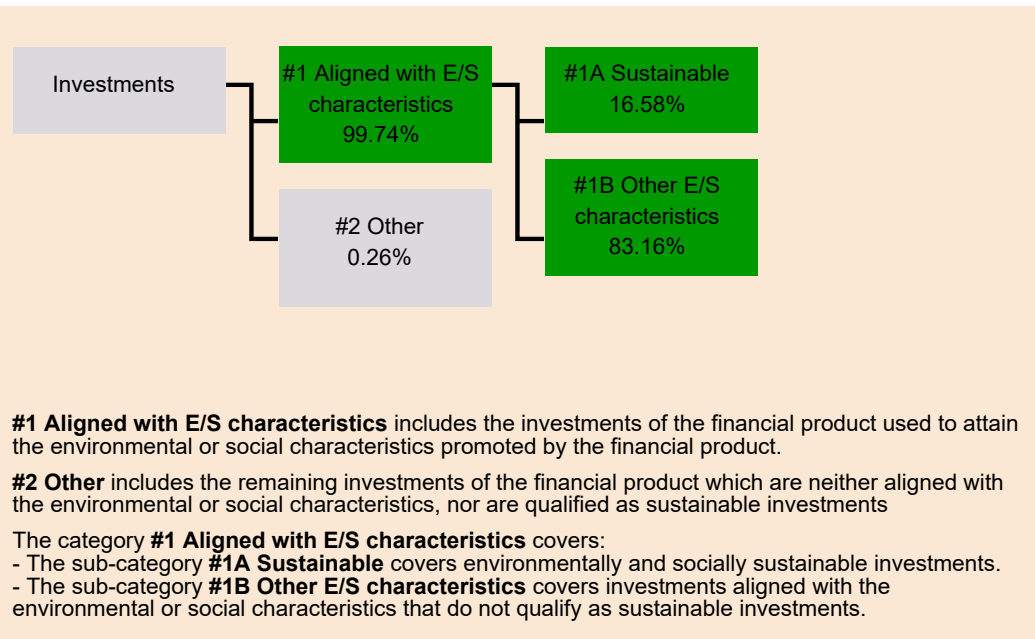 Investments
#1 Aligned with E/S
characteristics
99.74%
#2 Other
0.26%
#1A Sustainable
16.58%
#1B Other E/S
characteristics
83.16%
#1 Aligned with E/S characteristics includes the investments of the financial product used to attain
the environmental or social characteristics promoted by the financial product.
#2 Other includes the remaining investments of the financial product which are neither aligned with
the environmental or social characteristics, nor are qualified as sustainable investments
The category #1 Aligned with E/S characteristics covers:
- The sub-category #1A Sustainable covers environmentally and socially sustainable investments.
- The sub-category #1B Other E/S characteristics covers investments aligned with the
environmental or social characteristics that do not qualify as sustainable investments.